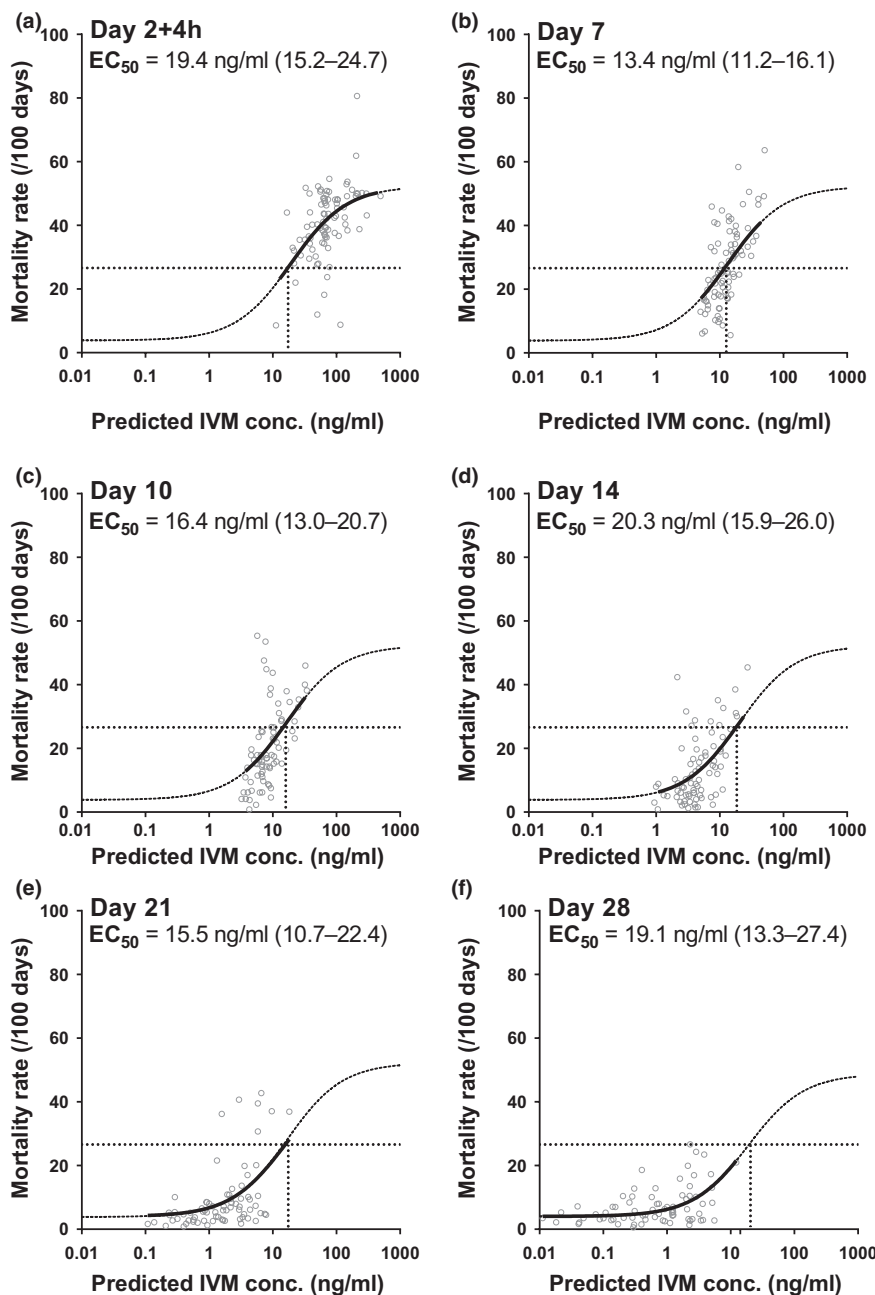 (a)
Day 2+4h
EC50 = 19.4 ng/ml (15.2–24.7)
Mortality rate (/100 days)
100
80
60
40
20
0
0.01 0.1 1 10 100 1000
Predicted IVM conc. (ng/ml)
(b)
Day 7
EC50 = 13.4 ng/ml (11.2–16.1)
Mortality rate (/100 days)
100
80
60
40
20
0
0.01 0.1 1 10 100 1000
Predicted IVM conc. (ng/ml)
(c)
Day 10
EC50 = 16.4 ng/ml (13.0–20.7)
Mortality rate (/100 days)
100
80
60
40
20
0
0.01 0.1 1 10 100 1000
Predicted IVM conc. (ng/ml)
(d)
Day 14
EC50 = 20.3 ng/ml (15.9–26.0)
Mortality rate (/100 days)
100
80
60
40
20
0
0.01 0.1 1 10 100 1000
Predicted IVM conc. (ng/ml)
(e)
Day 21
EC50 = 15.5 ng/ml (10.7–22.4)
Mortality rate (/100 days)
100
80
60
40
20
0
0.01 0.1 1 10 100 1000
Predicted IVM conc. (ng/ml)
(f)
Day 28
EC50 = 19.1 ng/ml (13.3–27.4)
Mortality rate (/100 days)
100
80
60
40
20
0
0.01 0.1 1 10 100 1000
Predicted IVM conc. (ng/ml)